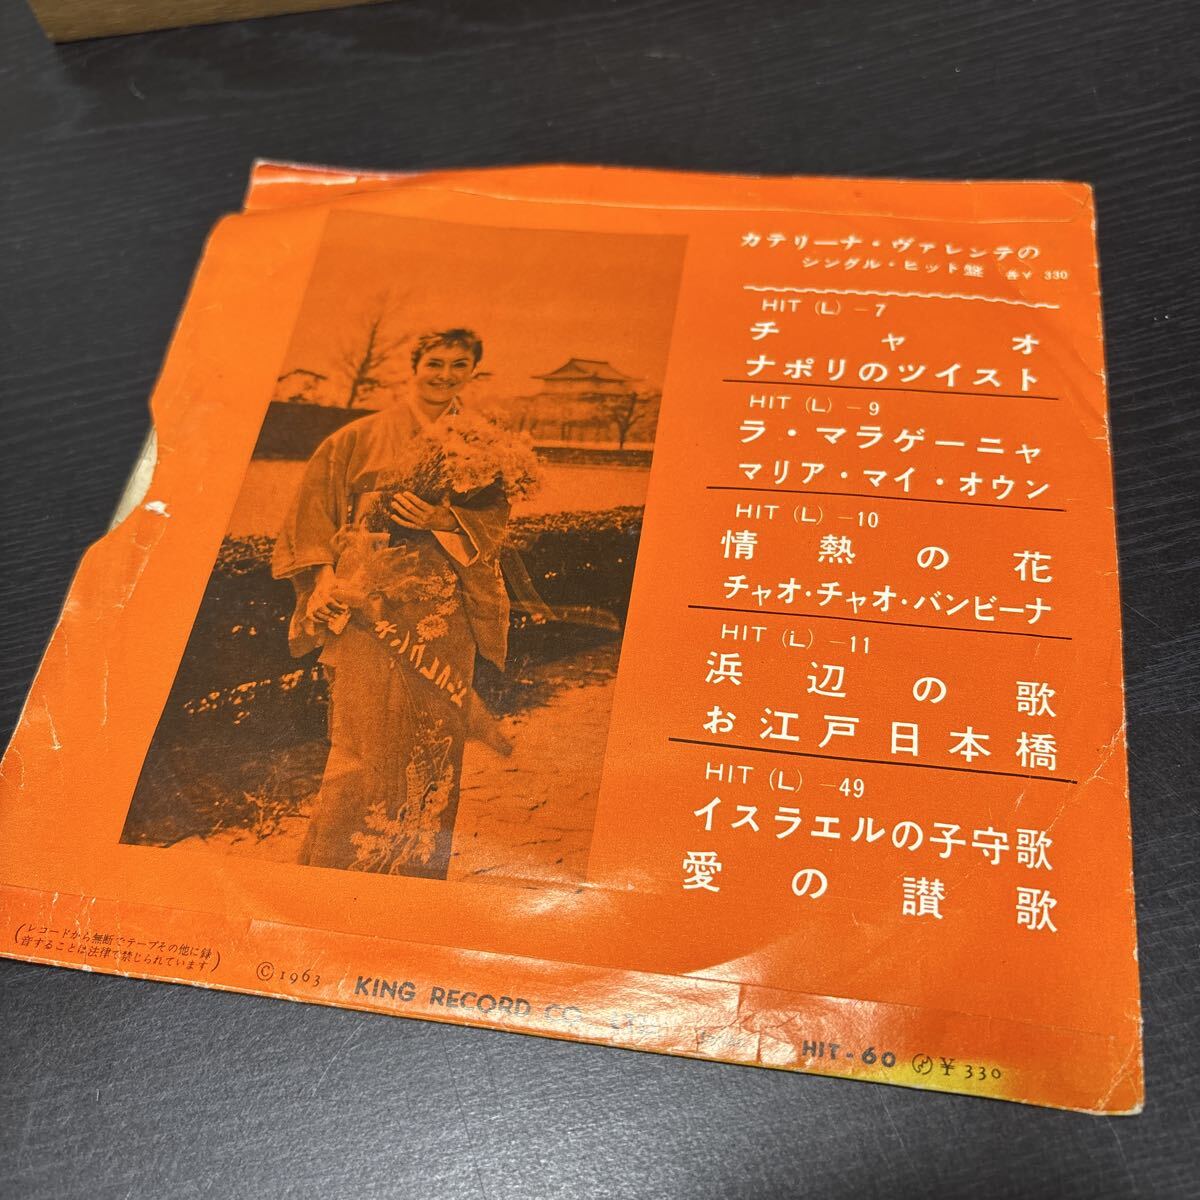 カテリーナ・ヴァレンテの
シングル・ヒット盤 各¥ 330
HIT (L) －7
チャオ
ナポリのツイスト
HIT (L) －9
ラ・マラゲーニャ
マリア・マイ・オウン
HIT (L) －10
情熱の花
チャオ・チャオ・バンビーナ
HIT (L) －11
浜辺の歌
お江戸日本橋
HIT (L) －49
イスラエルの子守歌
愛の讃歌
(レコードから無断でテープその他に録
音することは法律で禁じられています)
© 1963 KING RECORD CO.
HIT - 60 ¥ 330